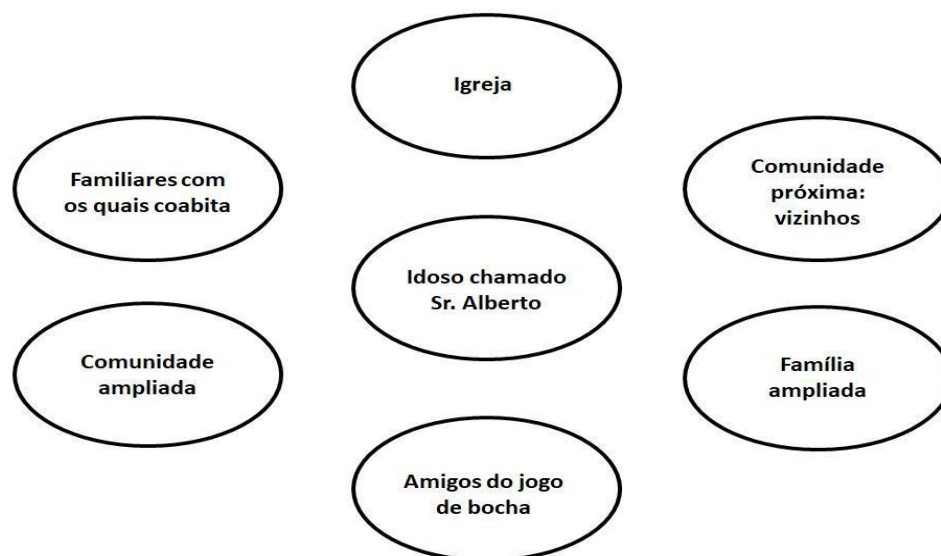 Igreja
Familiares com
os quais coabita
Comunidade
próxima:
vizinhos
Idoso chamado
Sr. Alberto
Comunidade
ampliada
Família
ampliada
Amigos do jogo
de bocha